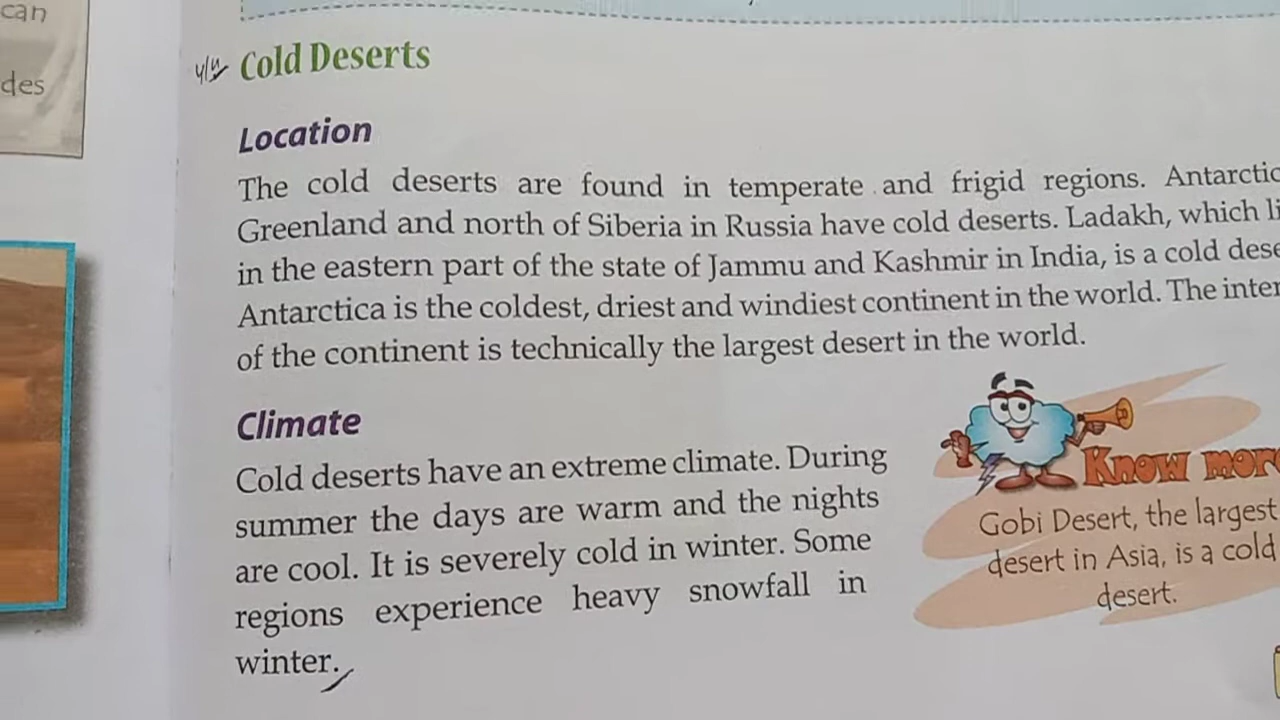 can
des
Cold Deserts
Location
The cold deserts are found in temperate and frigid regions. Antarctic
Greenland and north of Siberia in Russia have cold deserts. Ladakh, which li
in the eastern part of the state of Jammu and Kashmir in India, is a cold dese
Antarctica is the coldest, driest and windiest continent in the world. The inter
of the continent is technically the largest desert in the world.
Climate
Cold deserts have an extreme climate. During
summer the days are warm and the nights
are cool. It is severely cold in winter. Some
regions experience heavy snowfall in
winter.
Know more
Gobi Desert, the largest
desert in Asia, is a cold
desert.